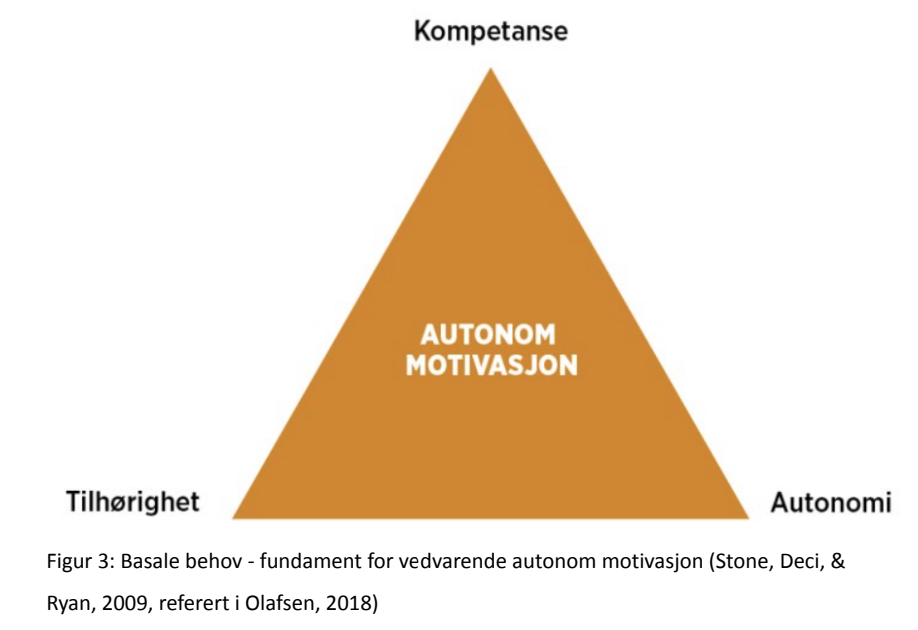 Kompetanse
AUTONOM
MOTIVASJON
Tilhørighet
Autonomi
Figur 3: Basale behov - fundament for vedvarende autonom motivasjon (Stone, Deci, &
Ryan, 2009, referert i Olafsen, 2018)